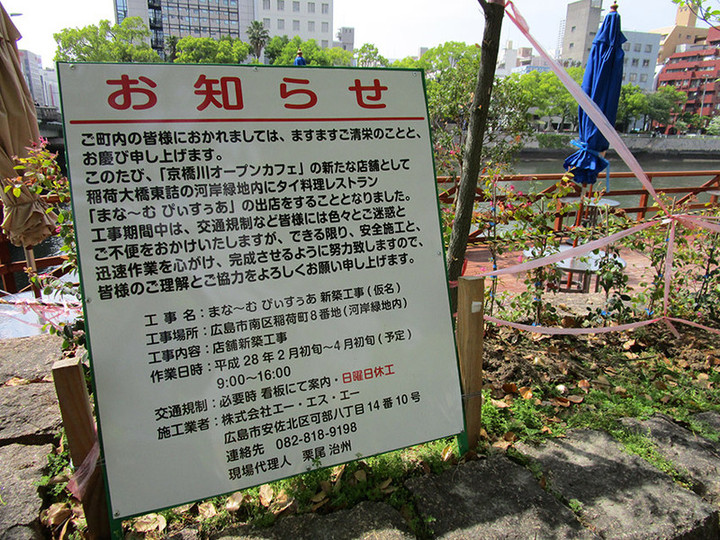 お知らせ
ご町内の皆様におかれましては、ますますご清栄のことと、
お慶び申し上げます。
このたび、「京橋川オープンカフェ」の新たな店舗として
稲荷大橋東詰の河岸緑地内にタイ料理レストラン
「まな～む ぴぃすぅあ」の出店をすることとなりました。
工事期間中は、交通規制など皆様には色々とご迷惑と
ご不便をおかけいたしますが、できる限り、安全施工と、
迅速作業を心がけ、完成させるように努力致しますので、
皆様のご理解とご協力をよろしくお願い申し上げます。
工事名：まな～む ぴぃすぅあ 新築工事(仮名)
工事場所：広島市南区稲荷町8番地(河岸緑地内)
工事内容：店舗新築工事
作業日時：平成28年2月初旬～4月初旬(予定)
9:00～16:00
交通規制：必要時 看板にて案内・日曜日休工
施工業者：株式会社エー・エス・エー
広島市安佐北区可部八丁目14番10号
連絡先 082-818-9198
現場代理人 栗尾 治州